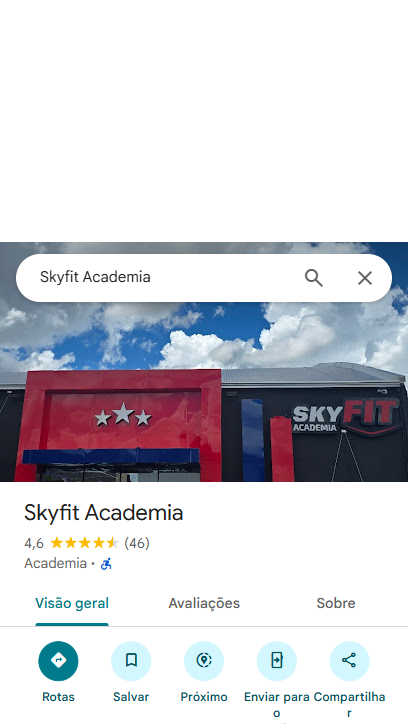 Skyfit Academia
SKYFIT
ACADEMIA
Skyfit Academia
4,6 (46)
Academia ·
Visão geral Avaliações Sobre
Rotas Salvar Próximo Enviar para Compartilha
o r